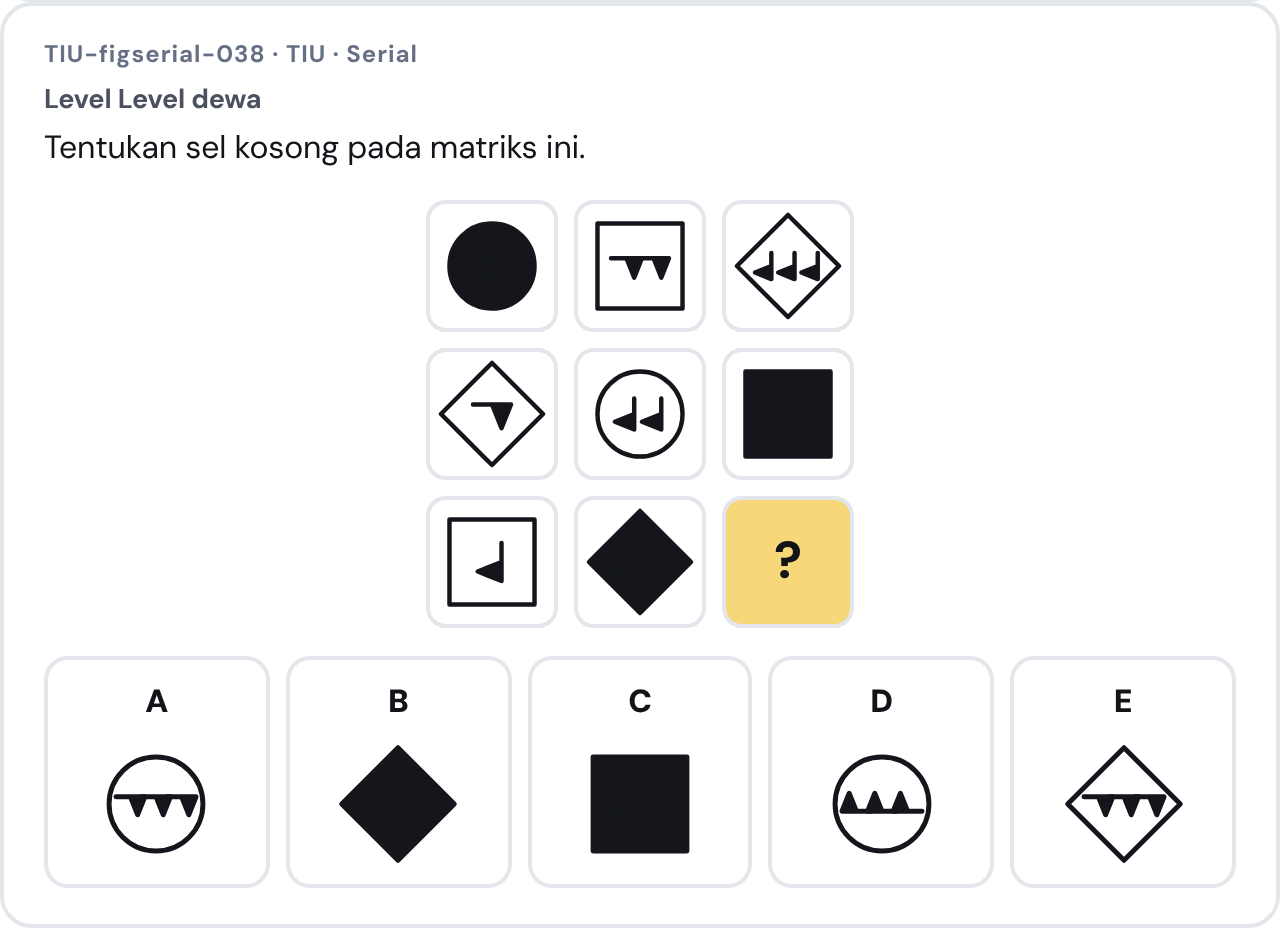 TIU-figserial-038 · TIU · Serial
Level Level dewa
Tentukan sel kosong pada matriks ini.
?
A B C D E